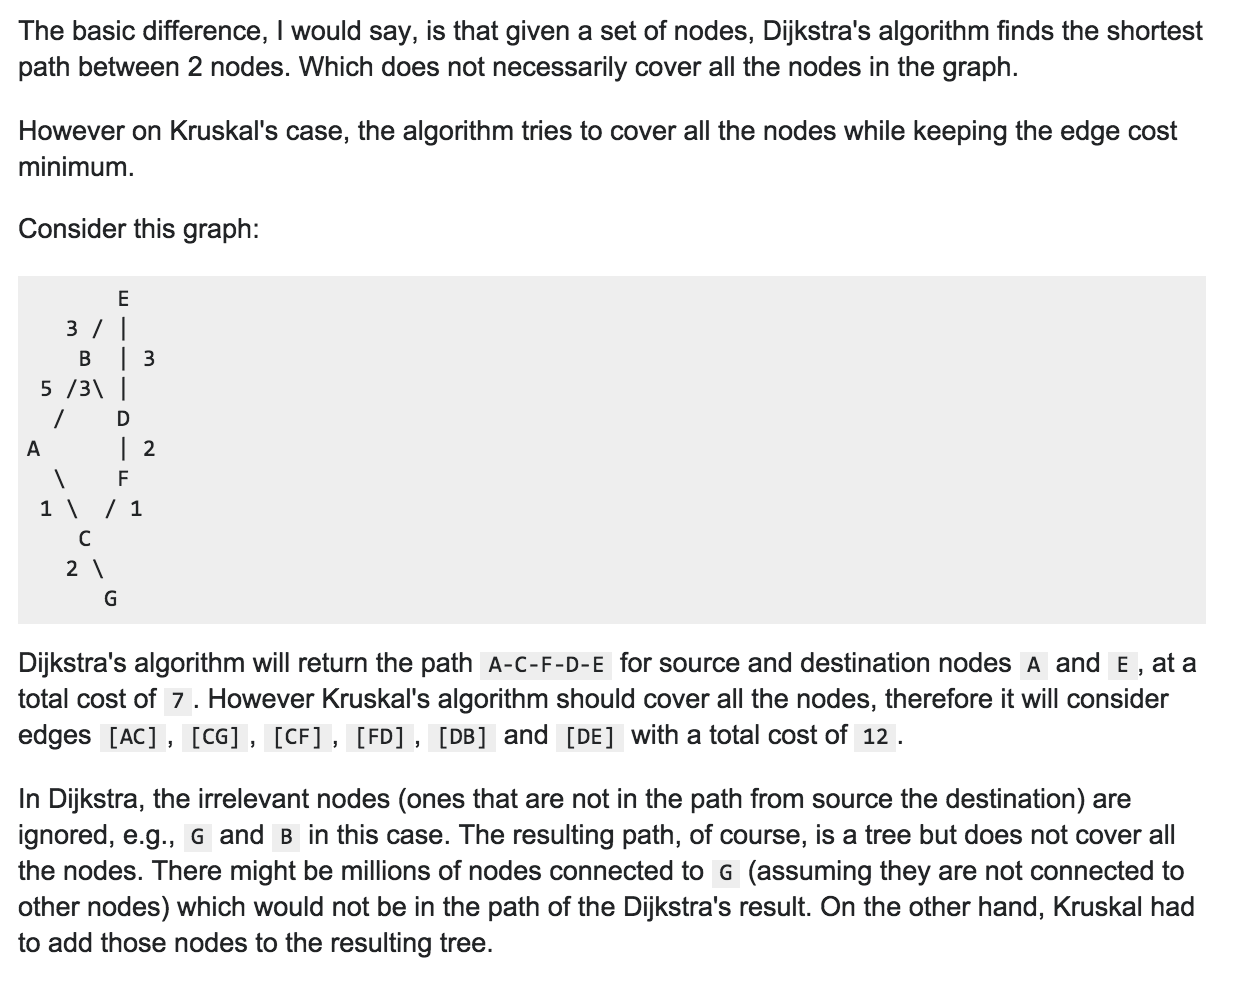 The basic difference, I would say, is that given a set of nodes, Dijkstra's algorithm finds the shortest
path between 2 nodes. Which does not necessarily cover all the nodes in the graph.
However on Kruskal's case, the algorithm tries to cover all the nodes while keeping the edge cost
minimum.
Consider this graph:
       E
   3 / |
    B  | 3
 5 /3\ |
  /    D
A      | 2
  \    F
 1 \  / 1
    C
   2 \
      G
Dijkstra's algorithm will return the path A-C-F-D-E for source and destination nodes A and E , at a
total cost of 7 . However Kruskal's algorithm should cover all the nodes, therefore it will consider
edges [AC] , [CG] , [CF] , [FD] , [DB] and [DE] with a total cost of 12 .
In Dijkstra, the irrelevant nodes (ones that are not in the path from source the destination) are
ignored, e.g., G and B in this case. The resulting path, of course, is a tree but does not cover all
the nodes. There might be millions of nodes connected to G (assuming they are not connected to
other nodes) which would not be in the path of the Dijkstra's result. On the other hand, Kruskal had
to add those nodes to the resulting tree.